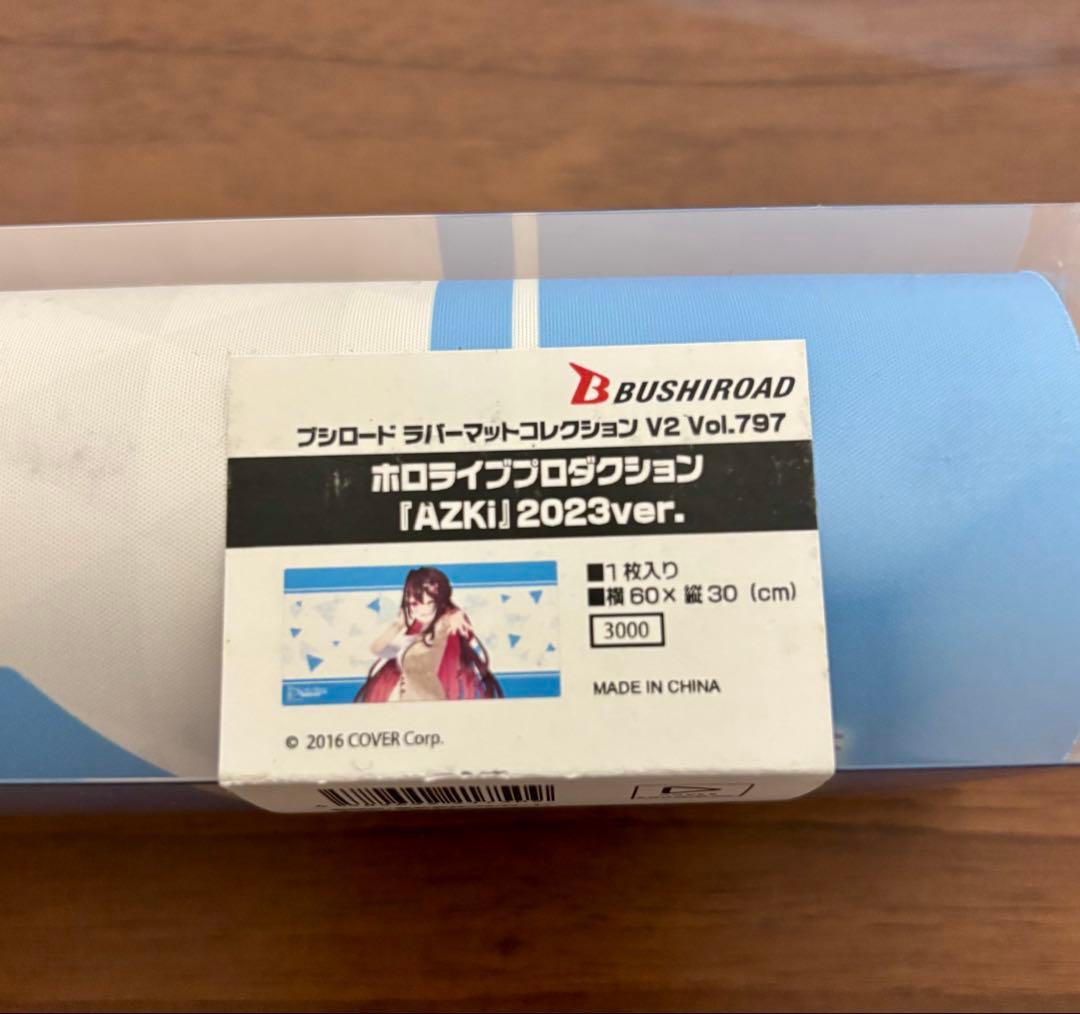 BUSHIROAD
ブシロード ラバーマットコレクション V2 Vol.797
ホロライブプロダクション
『AZKi』2023ver.
■1枚入り
■横60×縦30（cm）
3000
MADE IN CHINA
© 2016 COVER Corp.